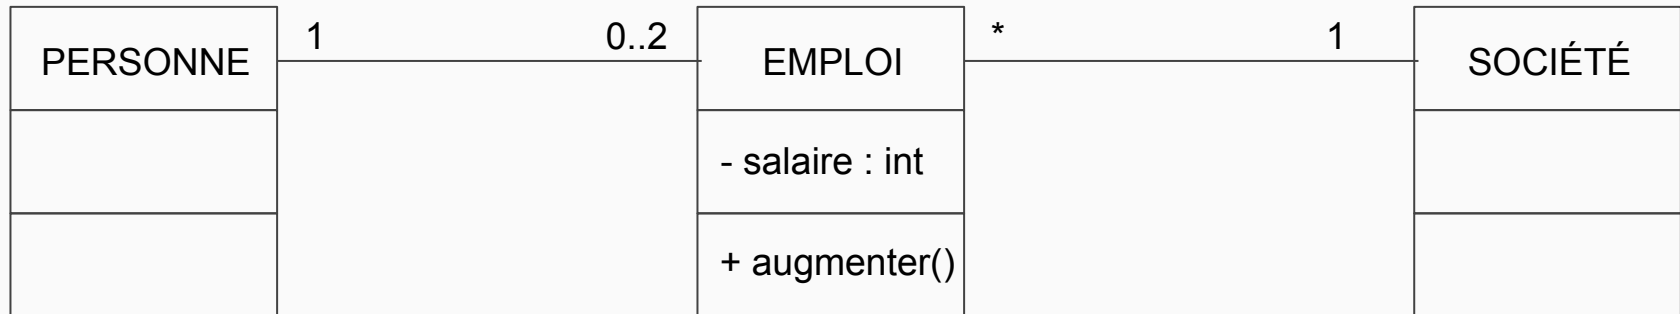 PERSONNE
1
0..2
EMPLOI
*
1
SOCIÉTÉ
- salaire : int
+ augmenter()